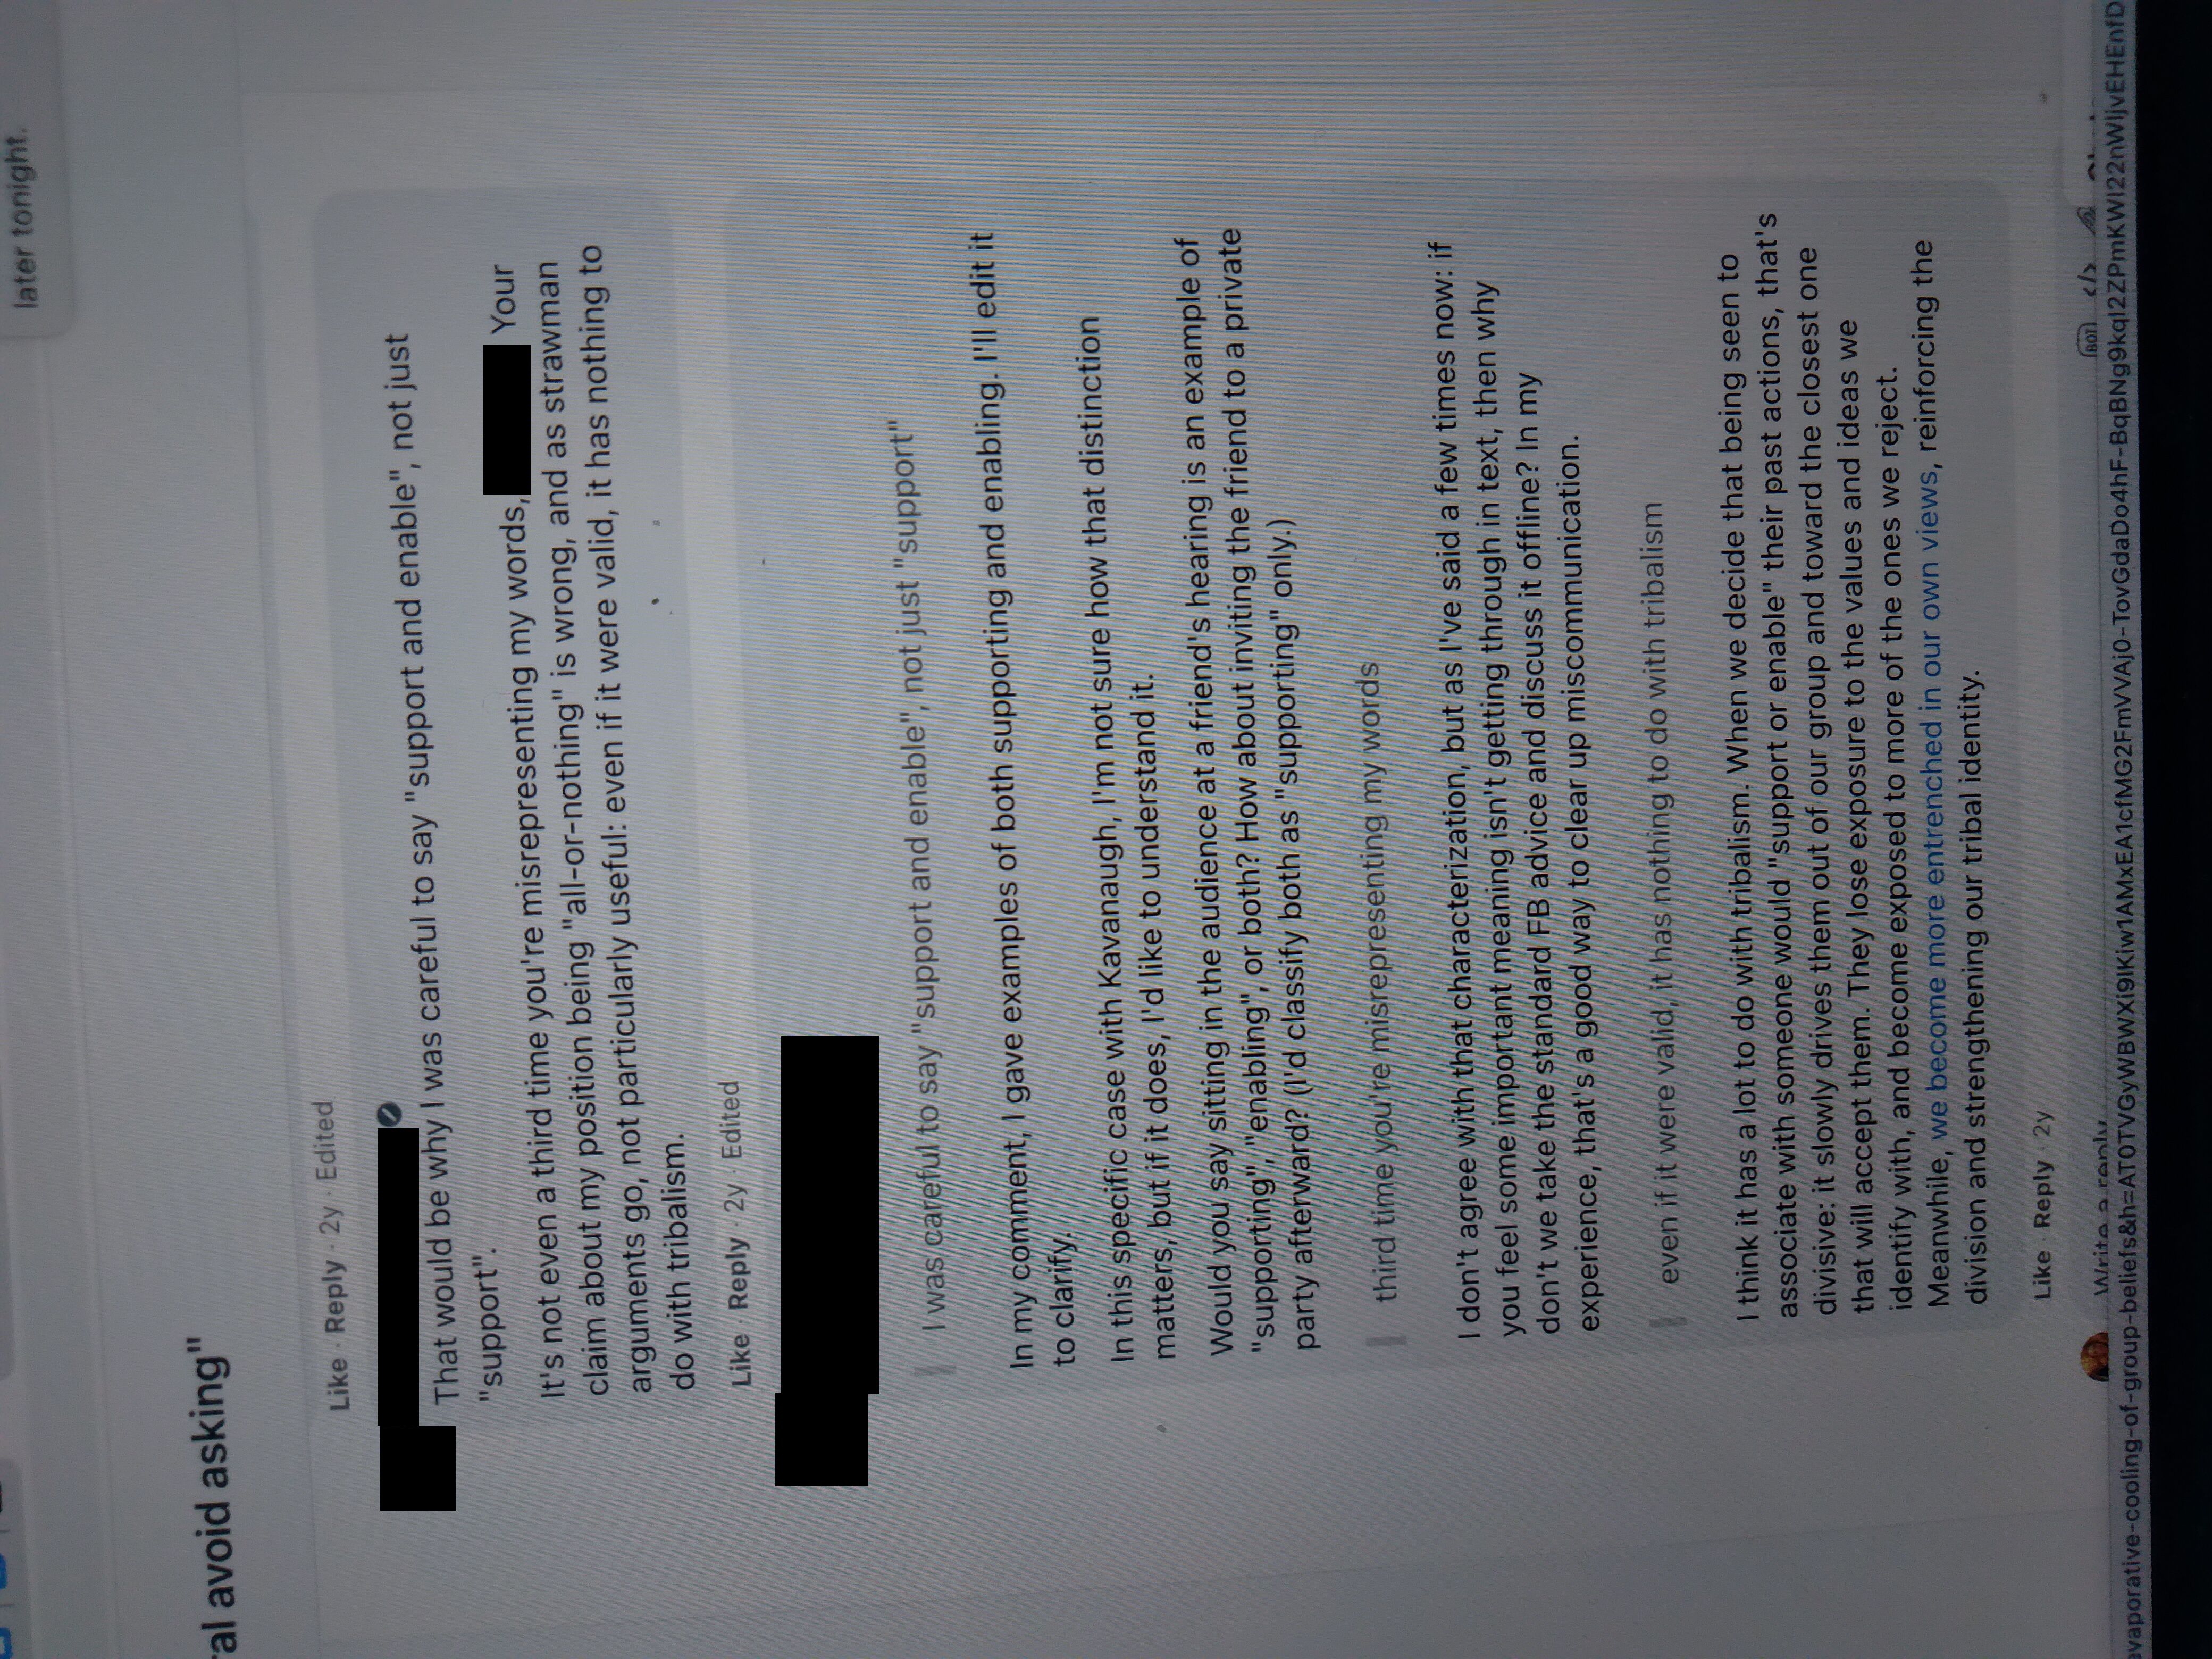 later tonight.
ral avoid asking"
Like · Reply · 2y · Edited
That would be why I was careful to say "support and enable", not just
"support".
It's not even a third time you're misrepresenting my words, Your
claim about my position being "all-or-nothing" is wrong, and as strawman
arguments go, not particularly useful: even if it were valid, it has nothing to
do with tribalism.
Like · Reply · 2y · Edited
I was careful to say "support and enable", not just "support"
In my comment, I gave examples of both supporting and enabling. I'll edit it
to clarify.
In this specific case with Kavanaugh, I'm not sure how that distinction
matters, but if it does, I'd like to understand it.
Would you say sitting in the audience at a friend's hearing is an example of
"supporting", "enabling", or both? How about inviting the friend to a private
party afterward? (I'd classify both as "supporting" only.)
third time you're misrepresenting my words
I don't agree with that characterization, but as I've said a few times now: if
you feel some important meaning isn't getting through in text, then why
don't we take the standard FB advice and discuss it offline? In my
experience, that's a good way to clear up miscommunication.
even if it were valid, it has nothing to do with tribalism
I think it has a lot to do with tribalism. When we decide that being seen to
associate with someone would "support or enable" their past actions, that's
divisive: it slowly drives them out of our group and toward the closest one
that will accept them. They lose exposure to the values and ideas we
identify with, and become exposed to more of the ones we reject.
Meanwhile, we become more entrenched in our own views, reinforcing the
division and strengthening our tribal identity.
Like · Reply · 2y
Write a reply...
BOT </>